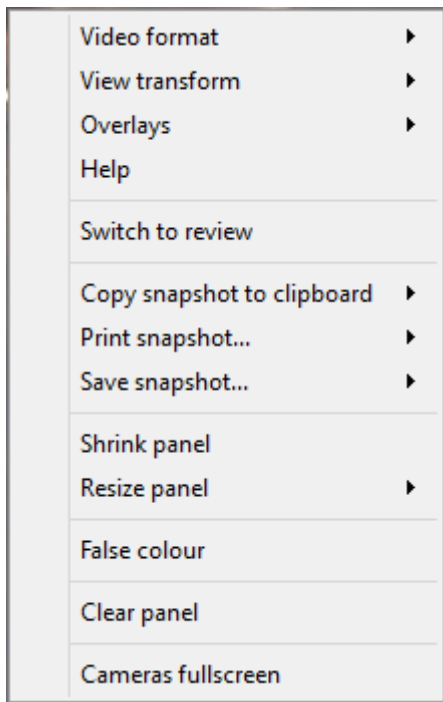 Video format
View transform
Overlays
Help
Switch to review
Copy snapshot to clipboard
Print snapshot...
Save snapshot...
Shrink panel
Resize panel
False colour
Clear panel
Cameras fullscreen